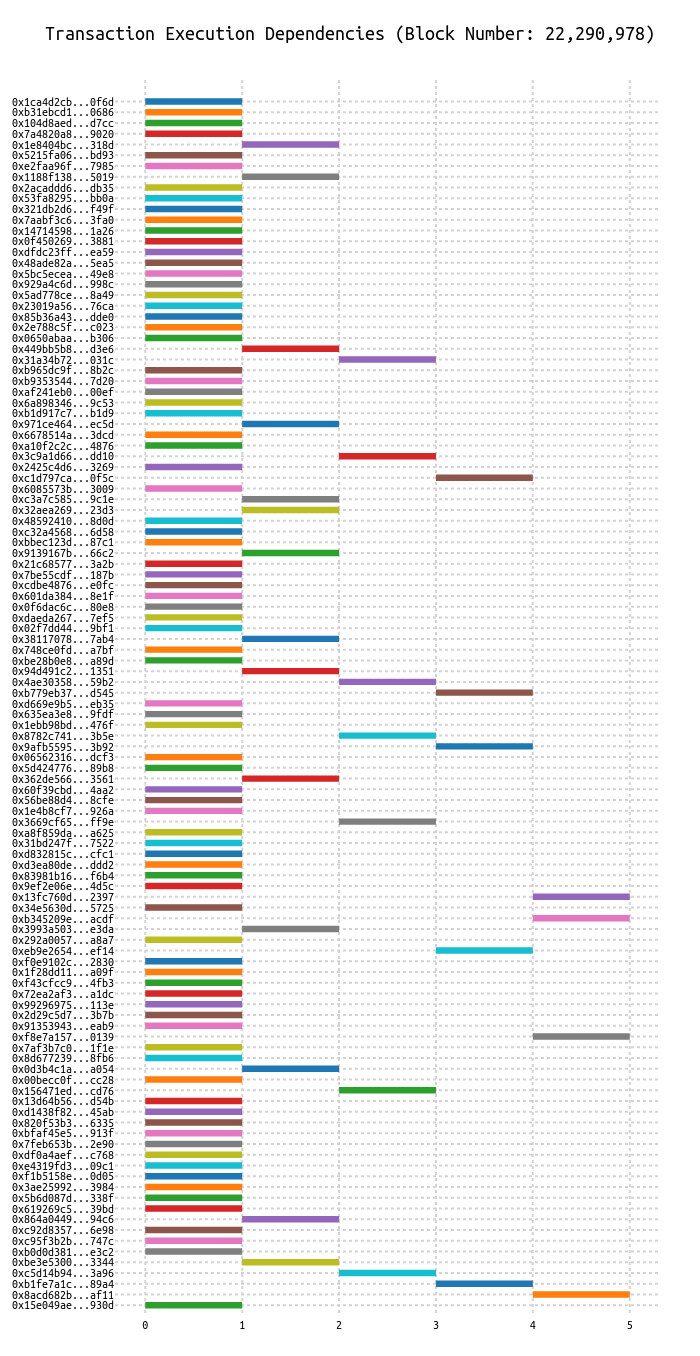 Transaction Execution Dependencies (Block Number: 22,290,978)
0x1ca4d2cb...0f6d
0xb31ebcd1...0686
0x104d8aed...d7cc
0x7a4820a8...9020
0x1e8404bc...318d
0x5215fa06...bd93
0xe2faa96f...7985
0x1188f138...5019
0x2acaddd6...db35
0x53fa8295...bb0a
0x321db2d6...f49f
0x7aabf3c6...3fa0
0x14714598...1a26
0x0f450269...3881
0xdfdc23ff...ea59
0x48ade82a...5ea5
0x5bc5ecea...49e8
0x929a4c6d...998c
0x5ad778ce...8a49
0x23019a56...76ca
0x85b36a43...dde0
0x2e788c5f...c023
0x0650abaa...b306
0x449bb5b8...d3e6
0x31a34b72...031c
0xb965dc9f...8b2c
0xb9353544...7d20
0xaf241eb0...00ef
0x6a898346...9c53
0xb1d917c7...b1d9
0x971ce464...ec5d
0x6678514a...3dcd
0xa10f2c2c...4876
0x3c9a1d66...dd10
0x2425c4d6...3269
0xc1d797ca...0f5c
0x6085573b...3009
0xc3a7c585...9c1e
0x32aea269...23d3
0x48592410...8d0d
0xc32a4568...6d58
0xbbec123d...87c1
0x9139167b...66c2
0x21c68577...3a2b
0x7be55cdf...187b
0xcdbe4876...e0fc
0x601da384...8e1f
0x0f6dac6c...80e8
0xdaeda267...7ef5
0x02f7dd44...9bf1
0x38117078...7ab4
0x748ce0fd...a7bf
0xbe28b0e8...a89d
0x94d491c2...1351
0x4ae30358...59b2
0xb779eb37...d545
0xd669e9b5...eb35
0x635ea3e8...9fdf
0x1ebb98bd...476f
0x8782c741...3b5e
0x9afb5595...3b92
0x06562316...dcf3
0x5d424776...89b8
0x362de566...3561
0x60f39cbd...4aa2
0x56be88d4...8cfe
0x1e4b8cf7...926a
0x3669cf65...ff9e
0xa8f859da...a625
0x31bd247f...7522
0xd832815c...cfc1
0xd3ea80de...ddd2
0x83981b16...f6b4
0x9ef2e06e...4d5c
0x13fc760d...2397
0x34e5630d...5725
0xb345209e...acdf
0x3993a503...e3da
0x292a0057...a8a7
0xeb9e2654...ef14
0xf0e9102c...2830
0x1f28dd11...a09f
0xf43cfcc9...4fb3
0x72ea2af3...a1dc
0x99296975...113e
0x2d29c5d7...3b7b
0x91353943...eab9
0xf8e7a157...0139
0x7af3b7c0...1f1e
0x8d677239...8fb6
0x0d3b4c1a...a054
0x00becc0f...cc28
0x156471ed...cd76
0x13d64b56...d54b
0xd1438f82...45ab
0x820f53b3...6335
0xbfaf45e5...913f
0x7feb653b...2e90
0xdf0a4aef...c768
0xe4319fd3...09c1
0xf1b5158e...0d05
0x3ae25992...3984
0x5b6d087d...338f
0x619269c5...39bd
0x864a0449...94c6
0xc92d8357...6e98
0xc95f3b2b...747c
0xb0d0d381...e3c2
0xbe3e5300...3344
0xc5d14b94...3a96
0xb1fe7a1c...89a4
0x8acd682b...af11
0x15e049ae...930d
0 1 2 3 4 5